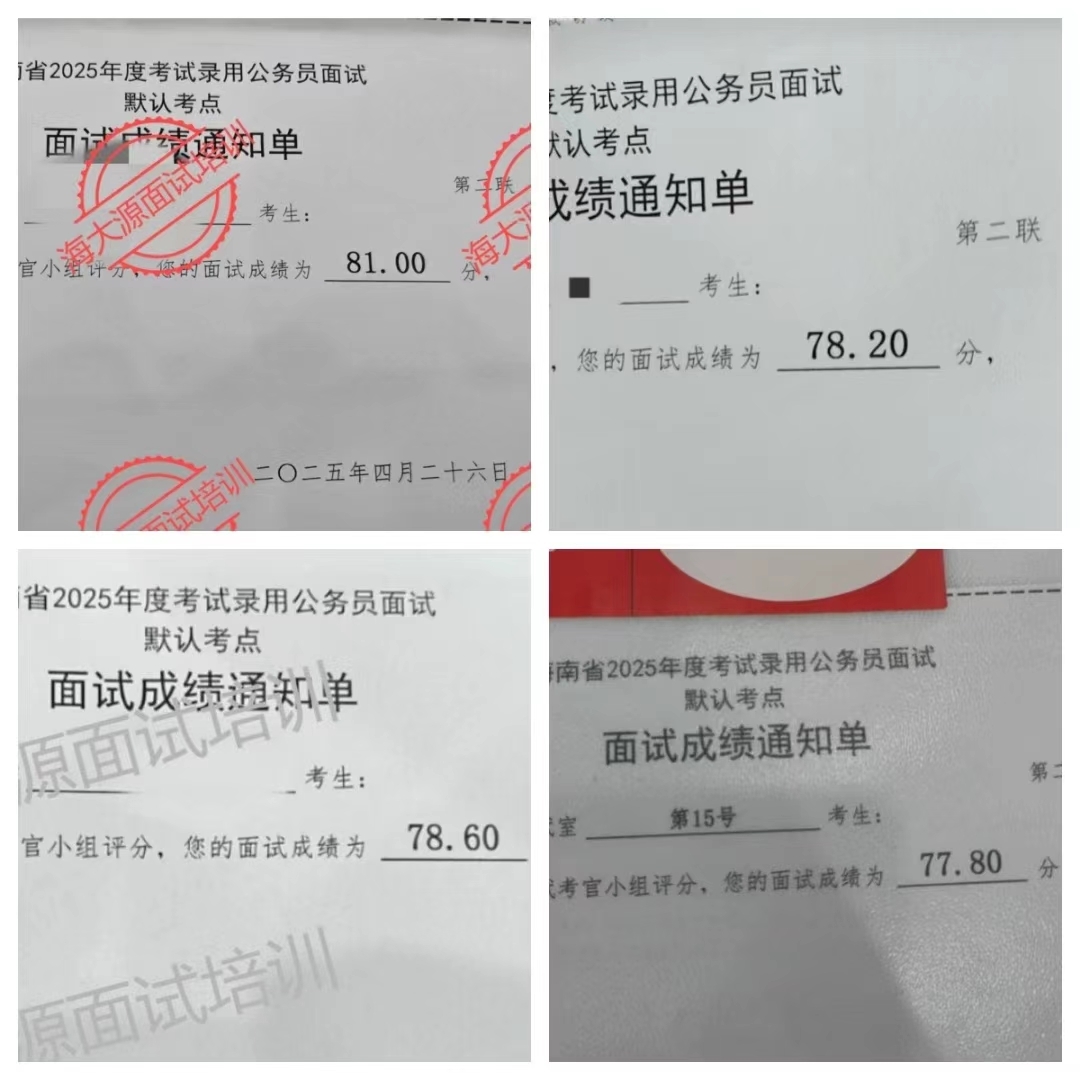 省2025年度考试录用公务员面试
默认考点
面试成绩通知单
第二联
考生：
官小组评分，您的面试成绩为 81.00 分，
二〇二五年四月二十六日
海大源面试培训
海大
面试培训
考试录用公务员面试
默认考点
成绩通知单
第二联
考生：
，您的面试成绩为 78.20 分，
省2025年度考试录用公务员面试
默认考点
面试成绩通知单
考生：
官小组评分，您的面试成绩为 78.60
源面试培训
源面试培训
海南省2025年度考试录用公务员面试
默认考点
面试成绩通知单
第二
室 第15号 考生：
考官小组评分，您的面试成绩为 77.80 分